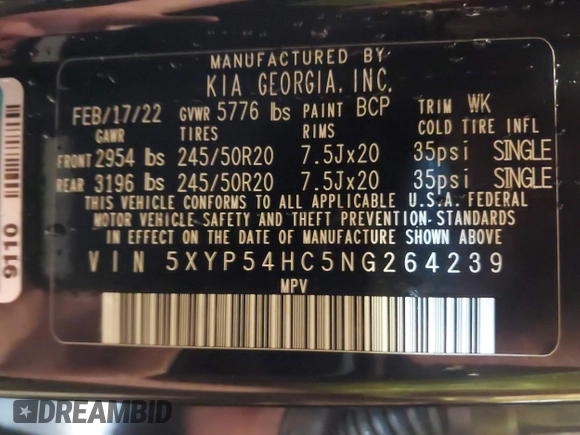 MANUFACTURED BY
KIA GEORGIA, INC.
FEB/17/22 GVWR 5776 lbs PAINT BCP TRIM WK
GAWR TIRES RIMS COLD TIRE INFL
FRONT 2954 lbs 245/50R20 7.5Jx20 35psi SINGLE
REAR 3196 lbs 245/50R20 7.5Jx20 35psi SINGLE
THIS VEHICLE CONFORMS TO ALL APPLICABLE U.S.A. FEDERAL
MOTOR VEHICLE SAFETY AND THEFT PREVENTION STANDARDS
IN EFFECT ON THE DATE OF MANUFACTURE SHOWN ABOVE
VIN 5XYP54HC5NG264239
MPV
9110
DREAMBID